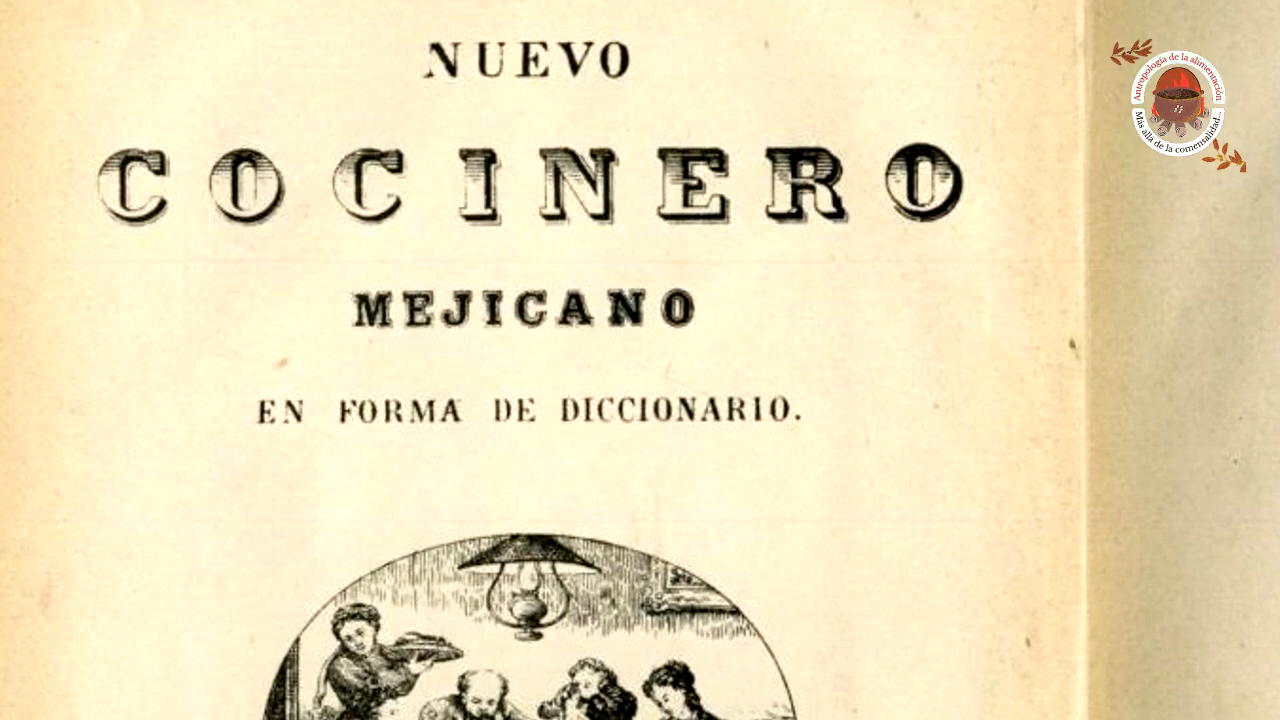 NUEVO
COCINERO
MEJICANO
EN FORMA DE DICCIONARIO.
Antropología de la alimentación
Más allá de la comensalidad...